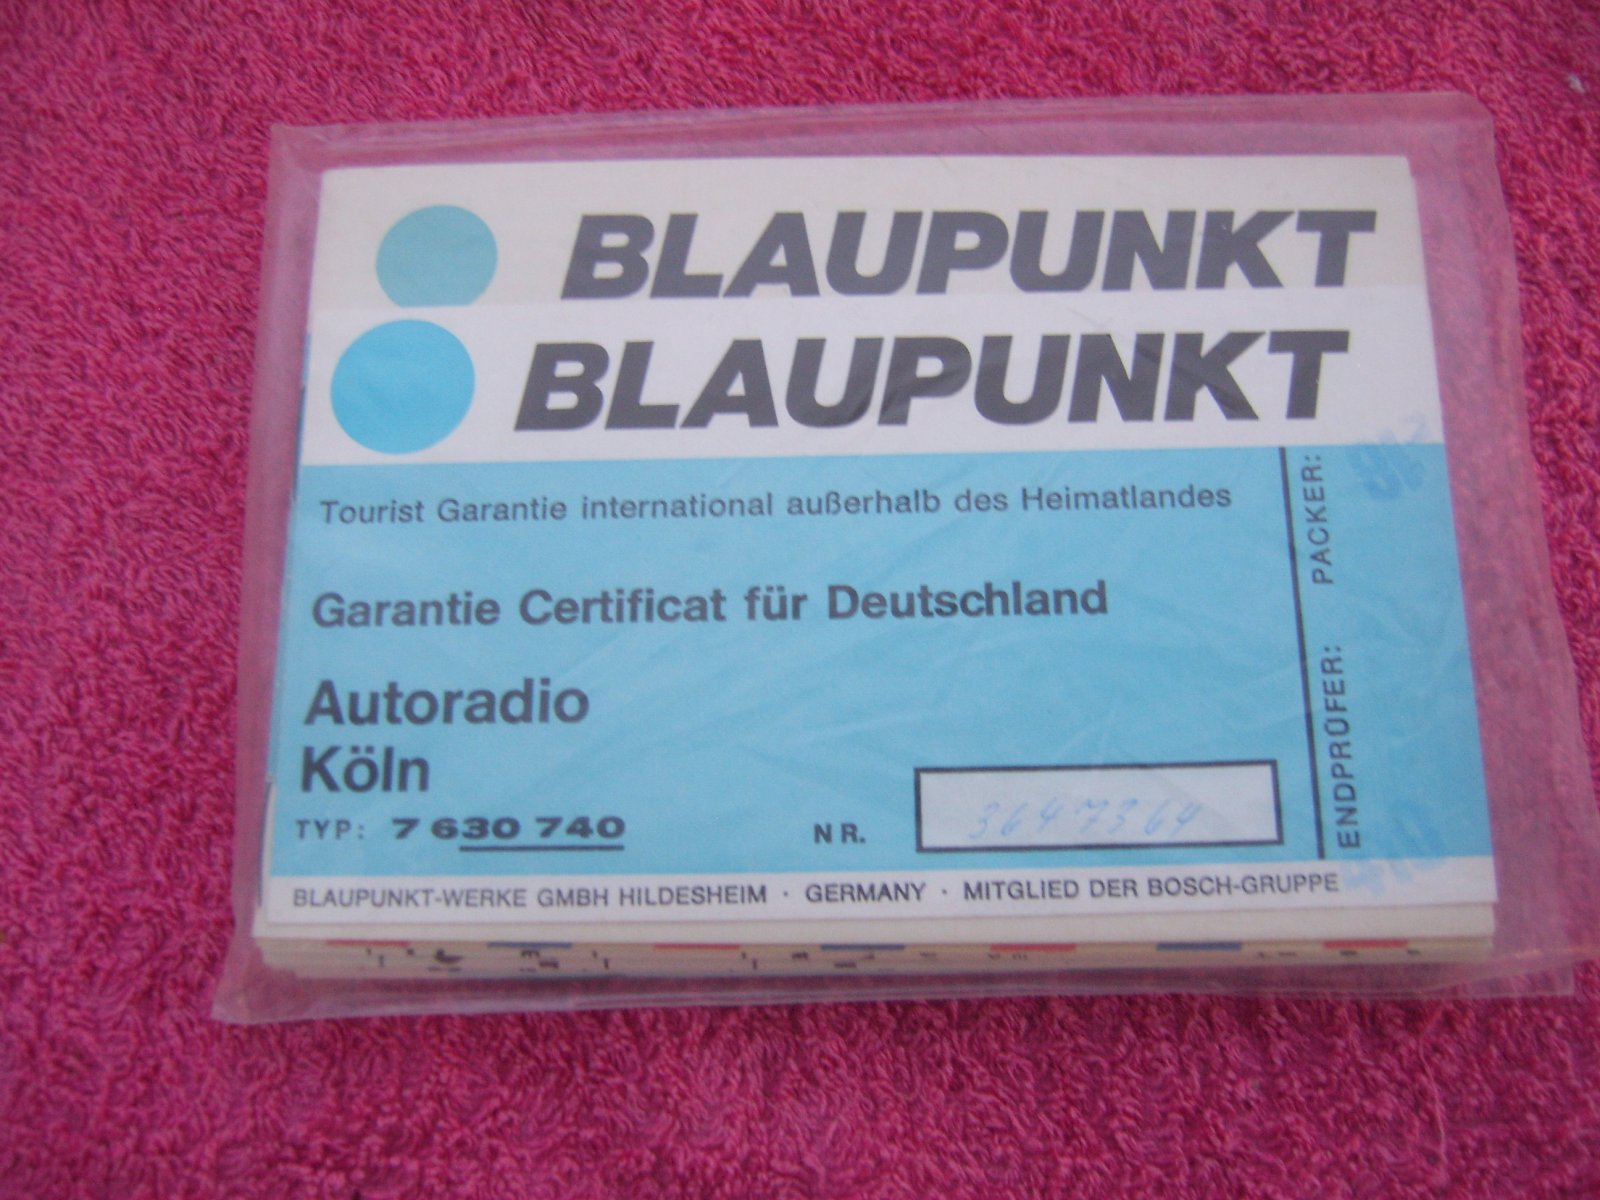 BLAUPUNKT
BLAUPUNKT
Tourist Garantie international außerhalb des Heimatlandes
Garantie Certificat für Deutschland
Autoradio
Köln
TYP: 7 630 740
NR. 3647364
PACKER:
ENDPRÜFER:
BLAUPUNKT-WERKE GMBH HILDESHEIM · GERMANY · MITGLIED DER BOSCH-GRUPPE